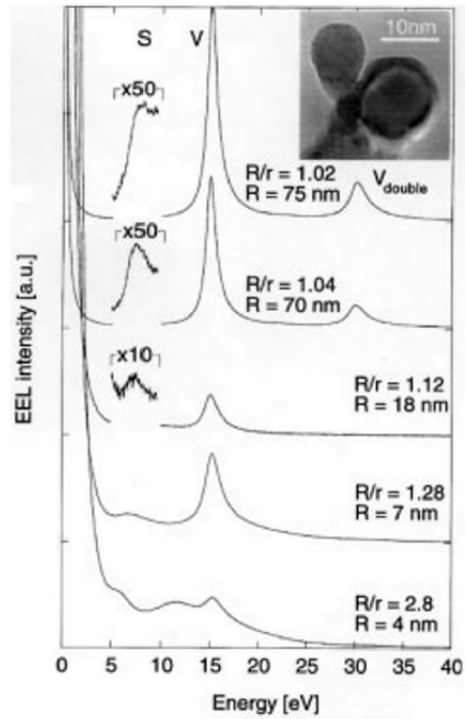 S V
10nm
x50
R/r = 1.02
R = 75 nm
V double
x50
R/r = 1.04
R = 70 nm
x10
R/r = 1.12
R = 18 nm
R/r = 1.28
R = 7 nm
R/r = 2.8
R = 4 nm
EEL intensity [a.u.]
0 5 10 15 20 25 30 35 40
Energy [eV]